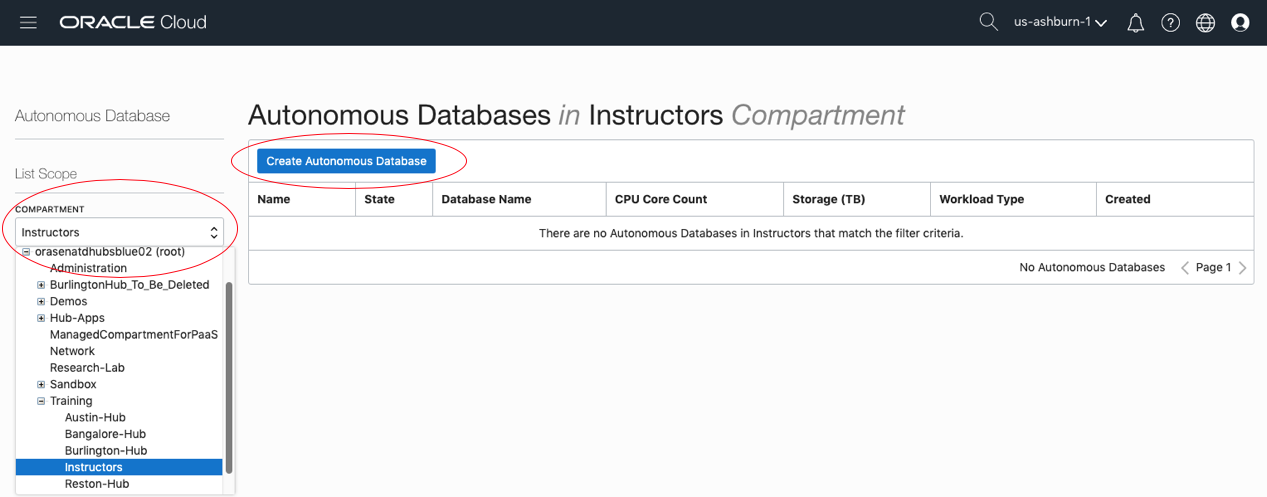 ORACLE Cloud
us-ashburn-1
Autonomous Database
List Scope
COMPARTMENT
Instructors
orasenatdhubsblue02 (root)
Administration
BurlingtonHub_To_Be_Deleted
Demos
Hub-Apps
ManagedCompartmentForPaaS
Network
Research-Lab
Sandbox
Training
Austin-Hub
Bangalore-Hub
Burlington-Hub
Instructors
Reston-Hub
Autonomous Databases in Instructors Compartment
Create Autonomous Database
Name State Database Name CPU Core Count Storage (TB) Workload Type Created
There are no Autonomous Databases in Instructors that match the filter criteria.
No Autonomous Databases Page 1